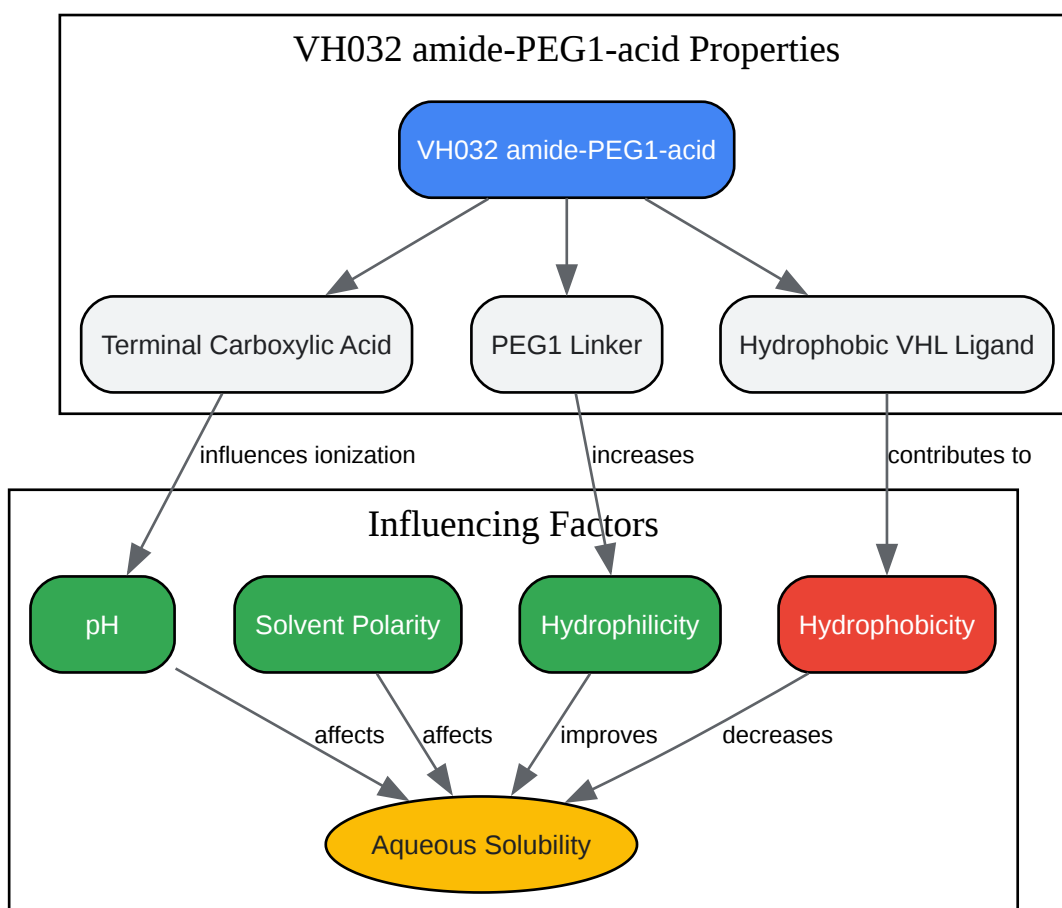 VH032 amide-PEG1-acid Properties
VH032 amide-PEG1-acid
Terminal Carboxylic Acid
PEG1 Linker
Hydrophobic VHL Ligand
influences ionization
increases
contributes to
Influencing Factors
pH
Solvent Polarity
Hydrophilicity
Hydrophobicity
affects
affects
improves
decreases
Aqueous Solubility